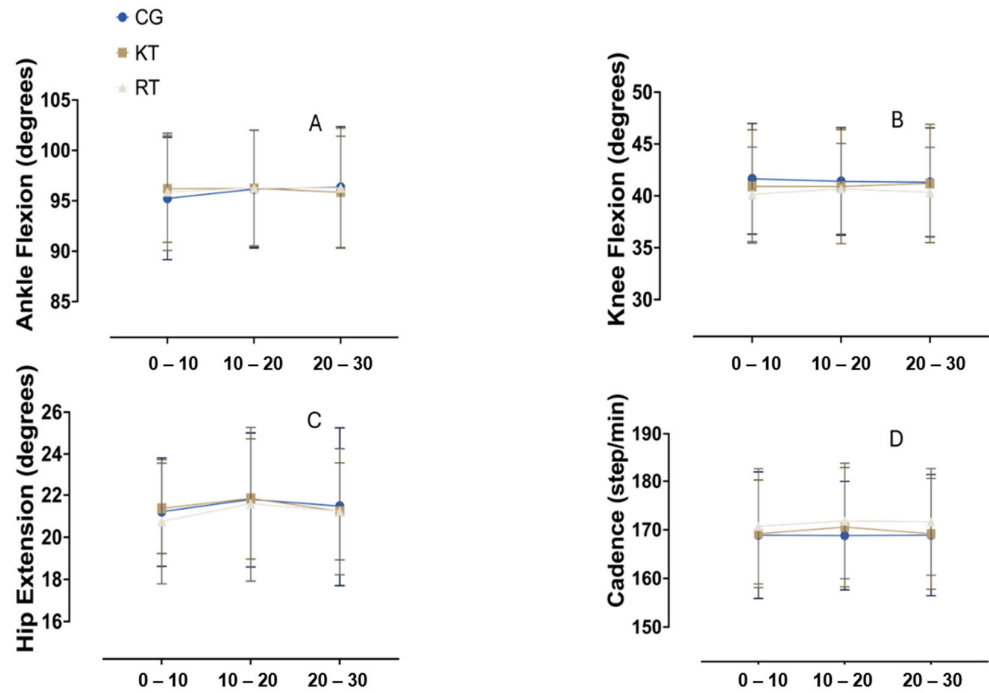 CG
KT
RT
A
Ankle Flexion (degrees)
105
100
95
90
85
0 – 10 10 – 20 20 – 30
B
Knee Flexion (degrees)
50
45
40
35
30
0 – 10 10 – 20 20 – 30
C
Hip Extension (degrees)
26
24
22
20
18
16
0 – 10 10 – 20 20 – 30
D
Cadence (step/min)
190
180
170
160
150
0 – 10 10 – 20 20 – 30